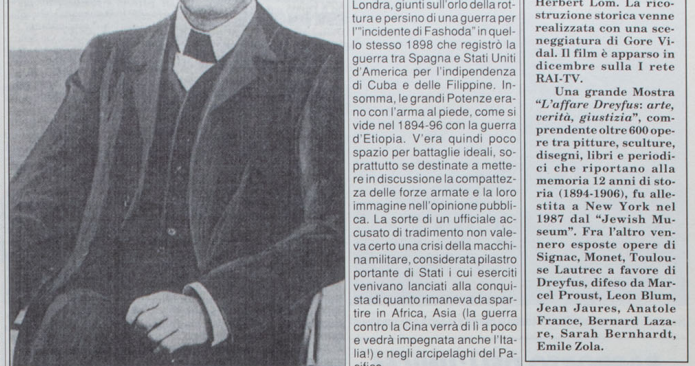 Londra, giunti sull'orlo della rot-
tura e persino di una guerra per
l'"incidente di Fashoda" in quel-
lo stesso 1898 che registrò la
guerra tra Spagna e Stati Uniti
d'America per l'indipendenza
di Cuba e delle Filippine. In-
somma, le grandi Potenze era-
no con l'arma al piede, come si
vide nel 1894-96 con la guerra
d'Etiopia. V'era quindi poco
spazio per battaglie ideali, so-
prattutto se destinate a mette-
re in discussione la compattez-
za delle forze armate e la loro
immagine nell'opinione pubbli-
ca. La sorte di un ufficiale ac-
cusato di tradimento non vale-
va certo una crisi della macchi-
na militare, considerata pilastro
portante di Stati i cui eserciti
venivano lanciati alla conqui-
sta di quanto rimaneva da spar-
tire in Africa, Asia (la guerra
contro la Cina verrà di lì a poco
e vedrà impegnata anche l'Ita-
lia!) e negli arcipelaghi del Pa-
cifico
Herbert Lom. La rico-
struzione storica venne
realizzata con una sce-
neggiatura di Gore Vi-
dal. Il film è apparso in
dicembre sulla I rete
RAI-TV.
Una grande Mostra
"L'affare Dreyfus: arte,
verità, giustizia", com-
prendente oltre 600 ope-
re tra pitture, sculture,
disegni, libri e periodi-
ci che riportano alla
memoria 12 anni di sto-
ria (1894-1906), fu alle-
stita a New York nel
1987 dal "Jewish Mu-
seum". Fra l'altro ven-
nero esposte opere di
Signac, Monet, Toulou-
se Lautrec a favore di
Dreyfus, difeso da Mar-
cel Proust, Leon Blum,
Jean Jaures, Anatole
France, Bernard Laza-
re, Sarah Bernhardt,
Emile Zola.